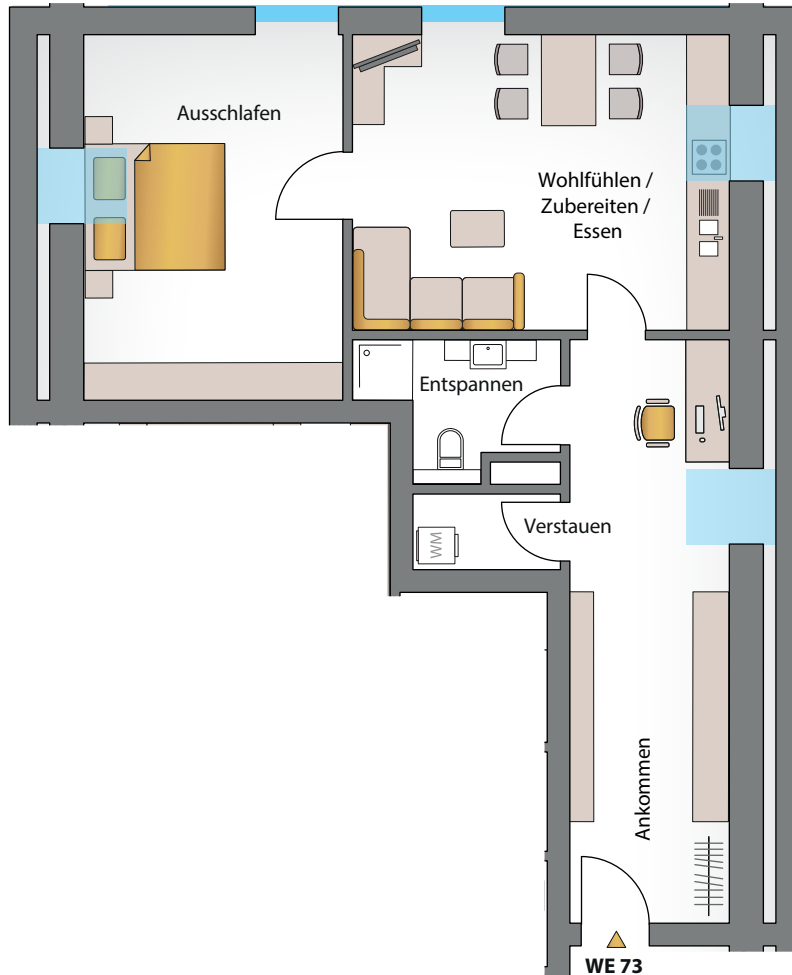 Ausschlafen
Wohlfühlen /
Zubereiten /
Essen
Entspannen
Verstauen
WM
Ankommen
WE 73